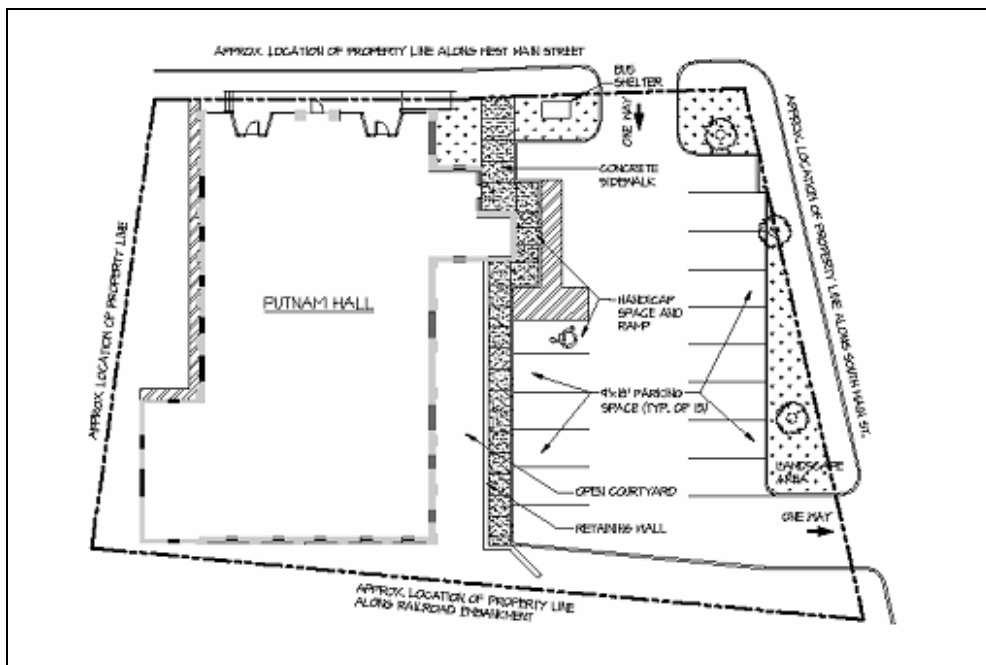 APPROX. LOCATION OF PROPERTY LINE ALONG WEST MAIN STREET
BUS
SHELTER
ONE WAY
CONCRETE
SIDEWALK
APPROX. LOCATION OF PROPERTY LINE ALONG SOUTH MAIN ST.
APPROX. LOCATION OF PROPERTY LINE
PUTNAM HALL
HANDICAP
SPACE AND
RAMP
9'x18' PARKING
SPACE (TYP. OF 15)
LANDSCAPE
AREA
OPEN COURTYARD
ONE WAY
RETAINING WALL
APPROX. LOCATION OF PROPERTY LINE
ALONG RAILROAD EMBANKMENT